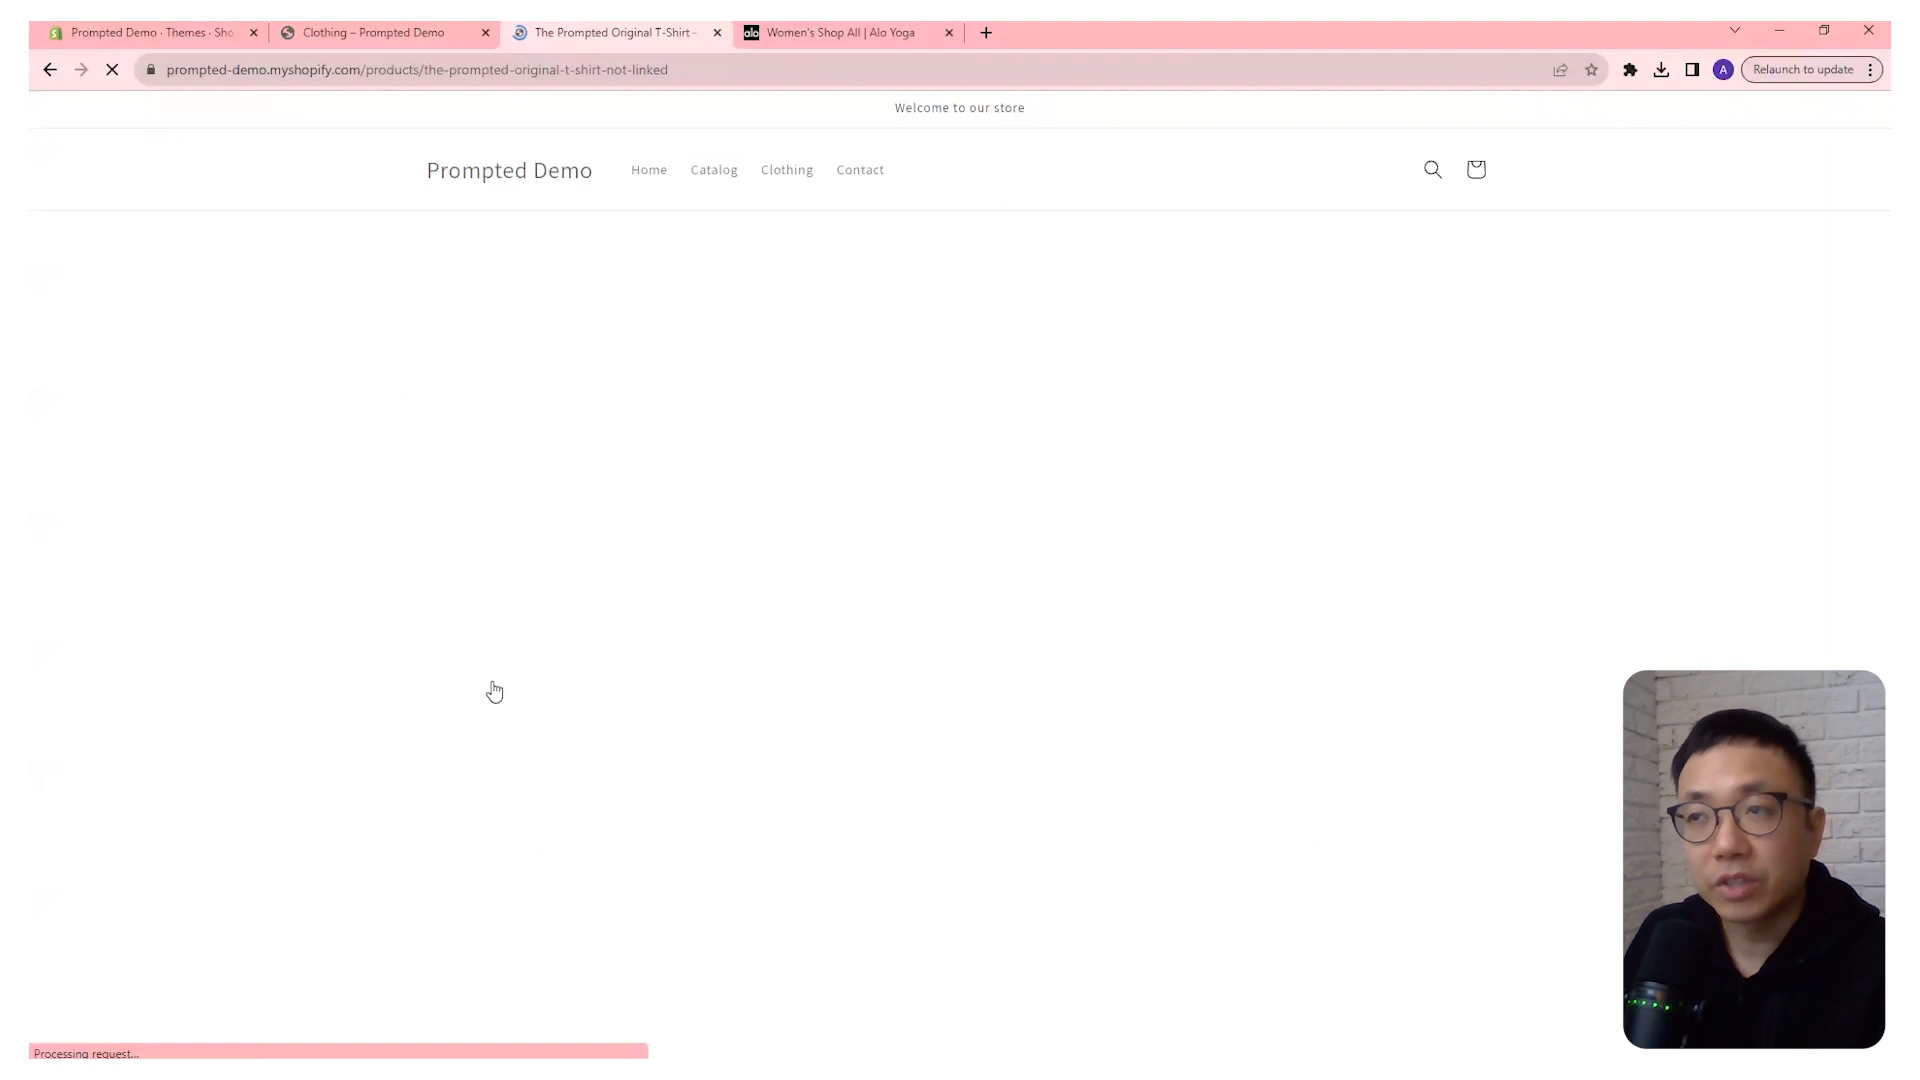 Prompted Demo · Themes · Sho
Clothing – Prompted Demo
The Prompted Original T-Shirt –
alo
Women's Shop All | Alo Yoga
prompted-demo.myshopify.com/products/the-prompted-original-t-shirt-not-linked
A
Relaunch to update
Welcome to our store
Prompted Demo
Home
Catalog
Clothing
Contact
Processing request...